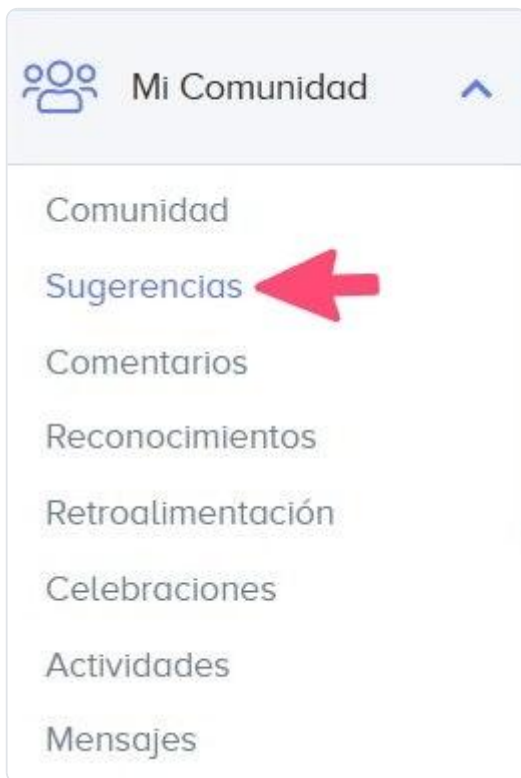 Mi Comunidad
Comunidad
Sugerencias
Comentarios
Reconocimientos
Retroalimentación
Celebraciones
Actividades
Mensajes